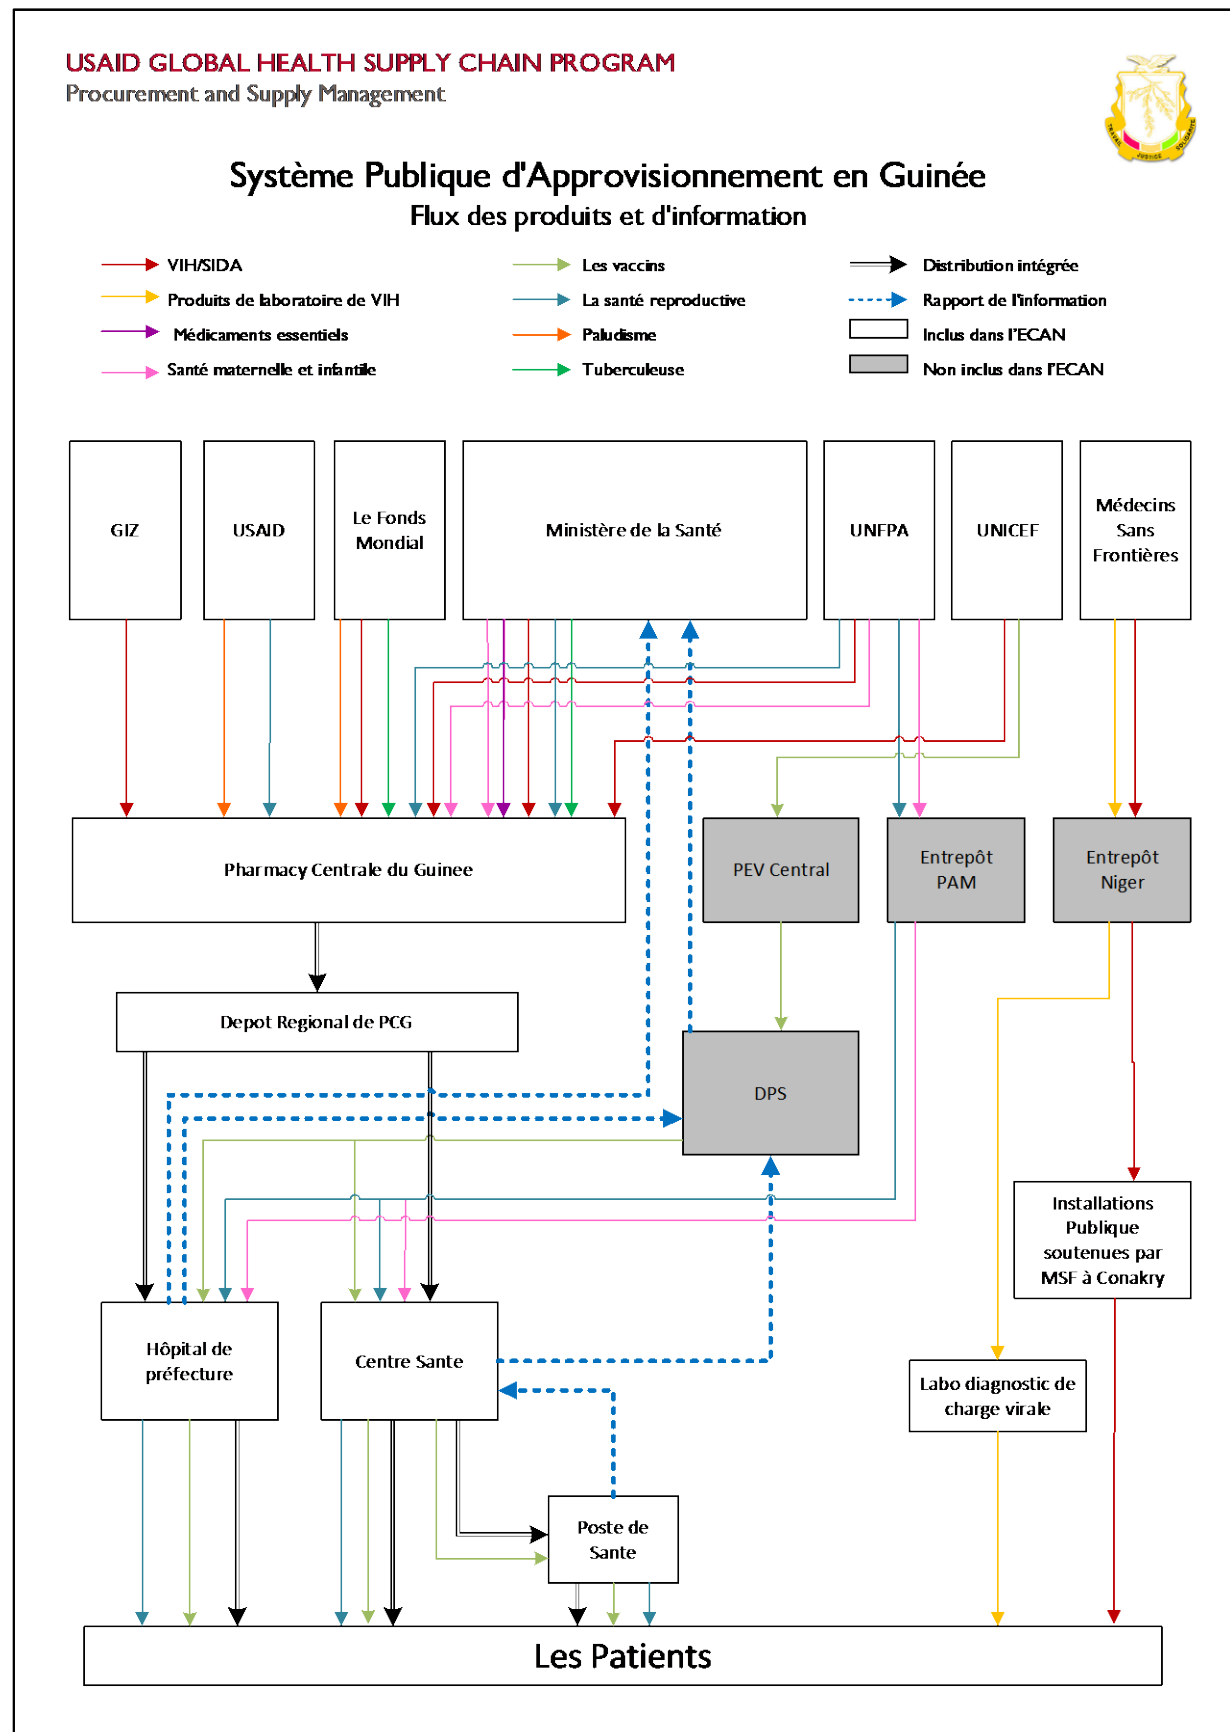 USAID GLOBAL HEALTH SUPPLY CHAIN PROGRAM
Procurement and Supply Management
TRAVAIL
JUSTICE
SOLIDARITE
Système Publique d'Approvisionnement en Guinée
Flux des produits et d'information
VIH/SIDA
Les vaccins
Distribution intégrée
Produits de laboratoire de VIH
La santé reproductive
Rapport de l'information
Médicaments essentiels
Paludisme
Inclus dans l'ECAN
Santé maternelle et infantile
Tuberculeuse
Non inclus dans l'ECAN
GIZ
USAID
Le Fonds
Mondial
Ministère de la Santé
UNFPA
UNICEF
Médecins
Sans
Frontières
Pharmacy Centrale du Guinee
PEV Central
Entrepôt
PAM
Entrepôt
Niger
Depot Regional de PCG
DPS
Installations
Publique
soutenues par
MSF à Conakry
Hôpital de
préfecture
Centre Sante
Labo diagnostic de
charge virale
Poste de
Sante
Les Patients